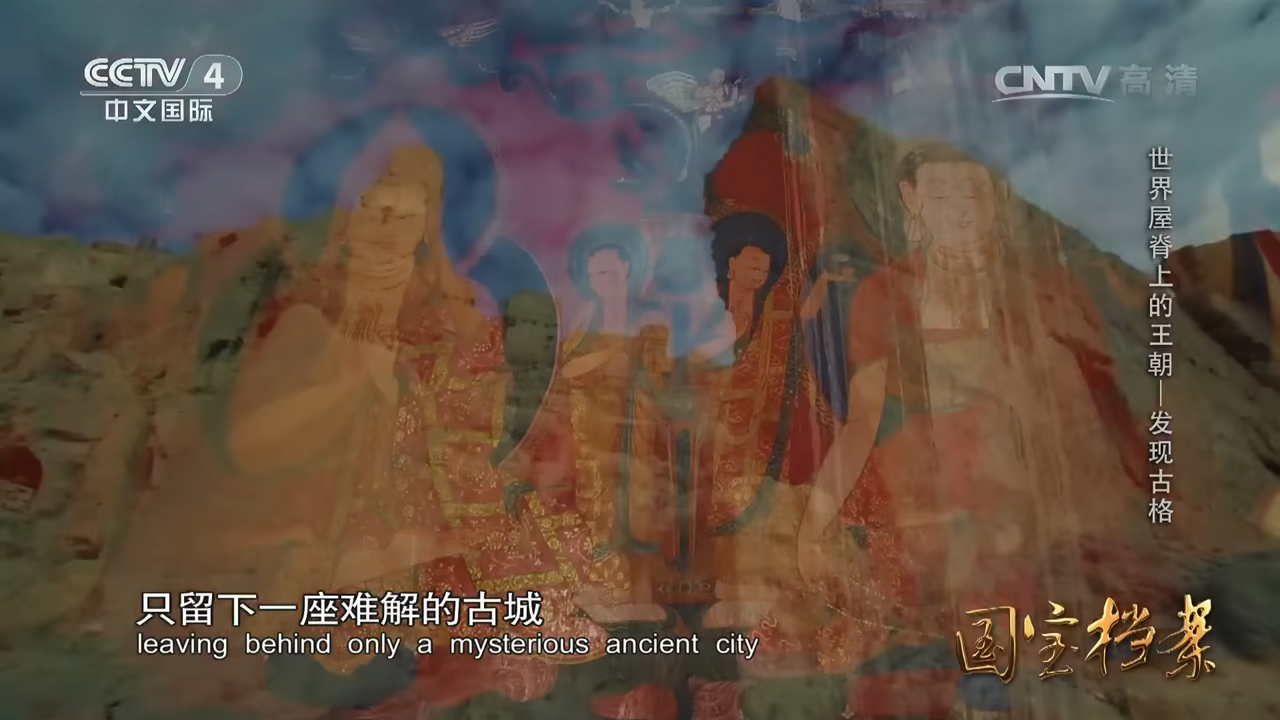 CCTV 4
中文国际
CNTV 高清
世界屋脊上的王朝—发现古格
只留下一座难解的古城
leaving behind only a mysterious ancient city
国宝档案